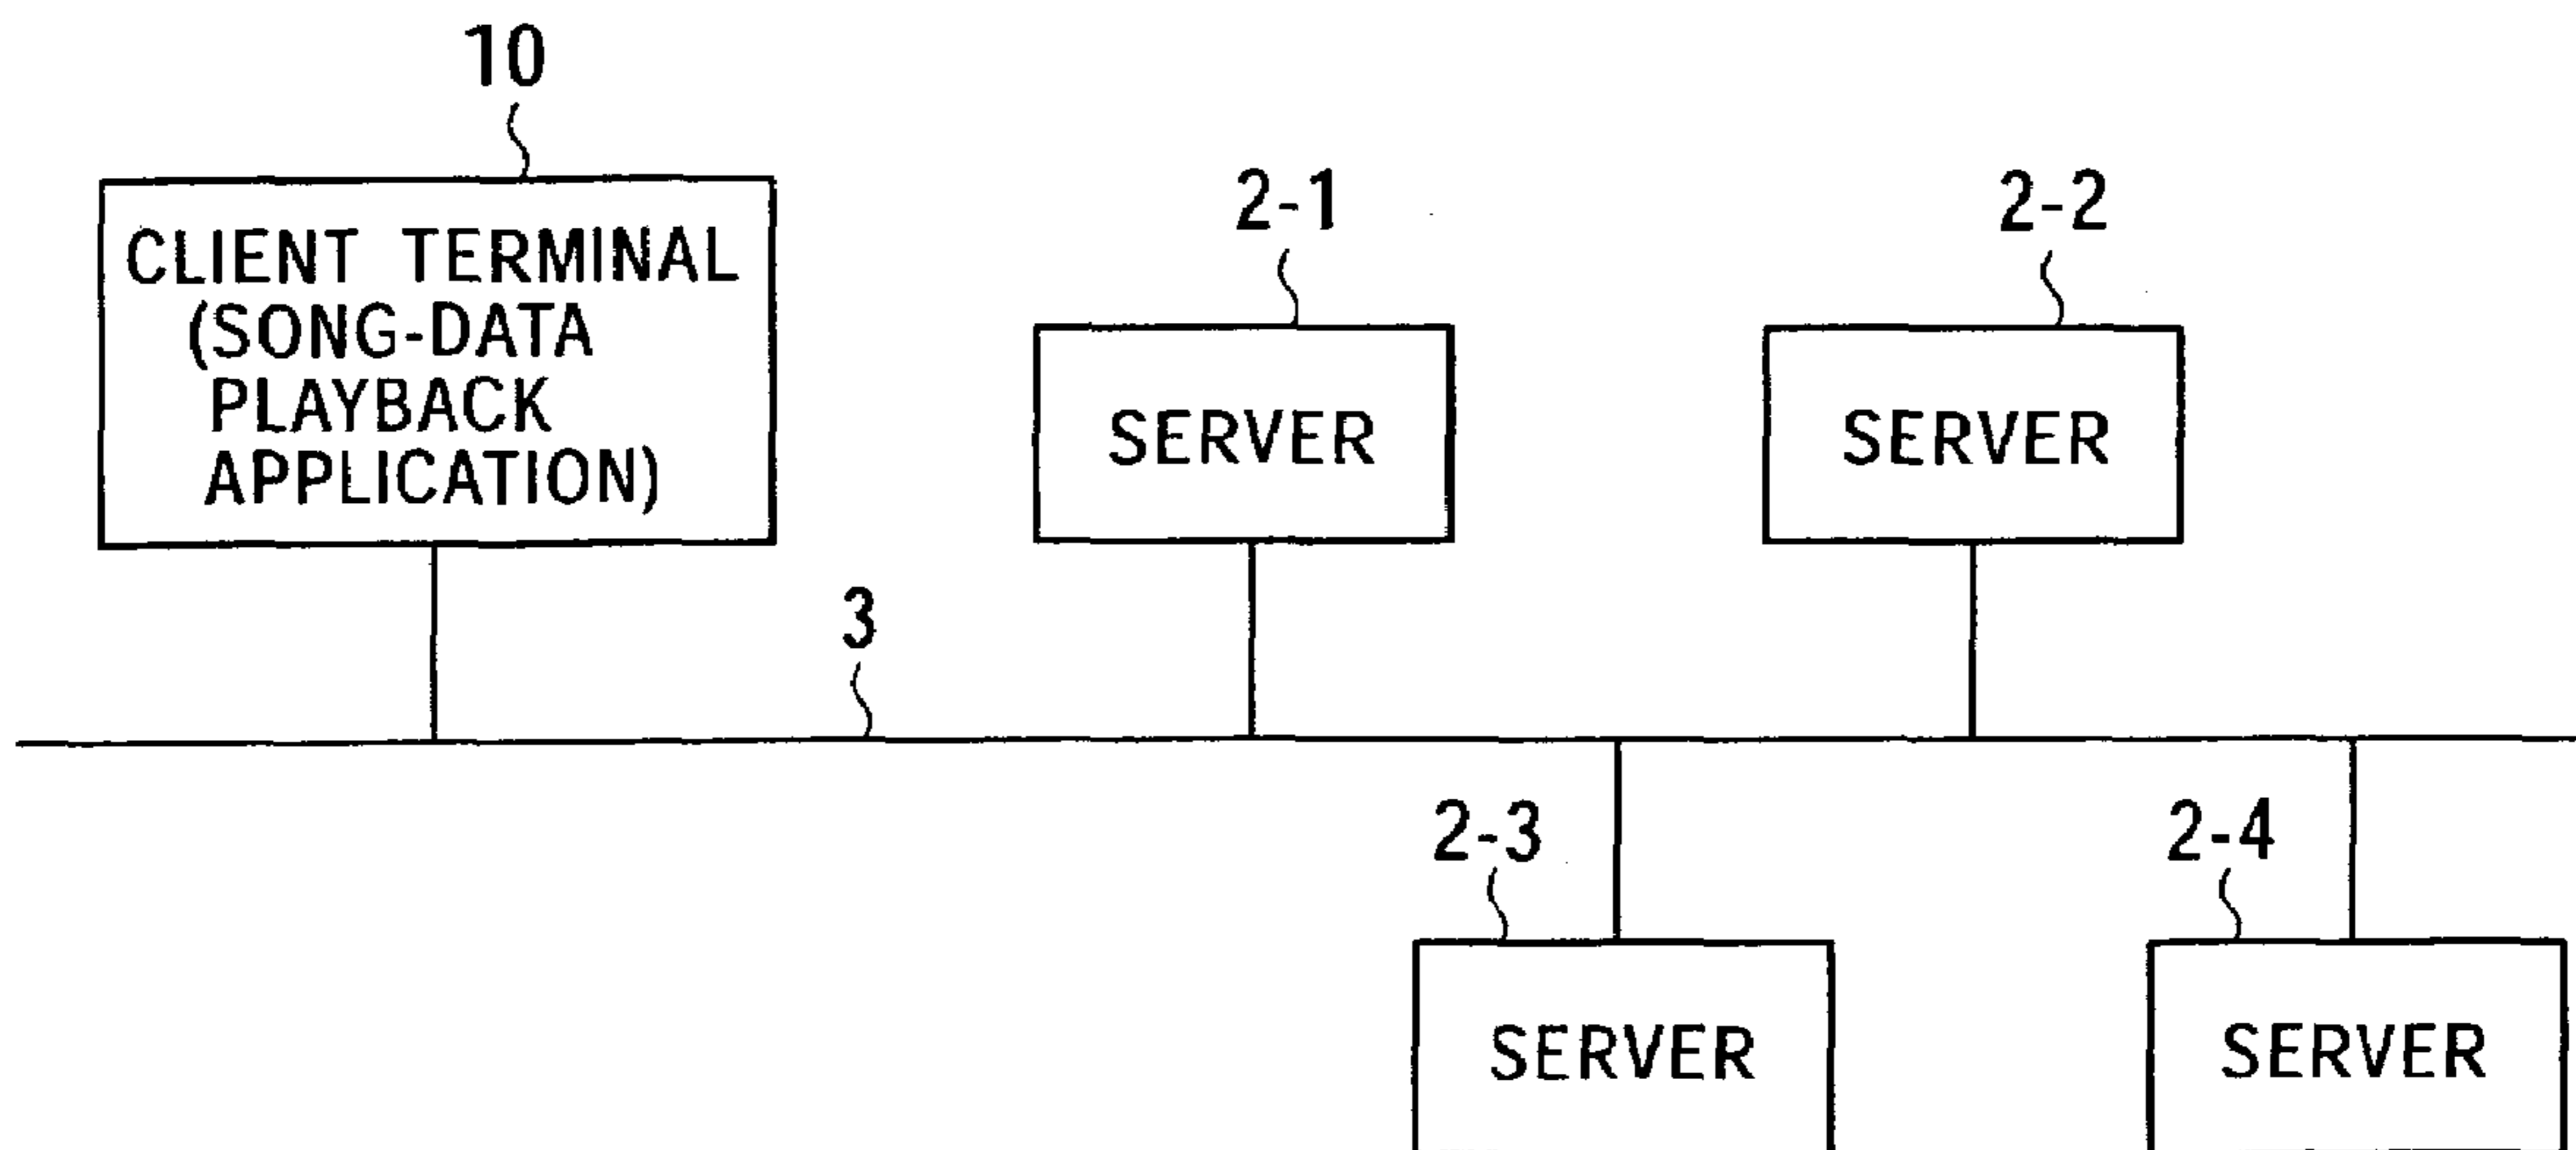 10
CLIENT TERMINAL
(SONG-DATA
PLAYBACK
APPLICATION)
2-1
SERVER
2-2
SERVER
3
2-3
SERVER
2-4
SERVER